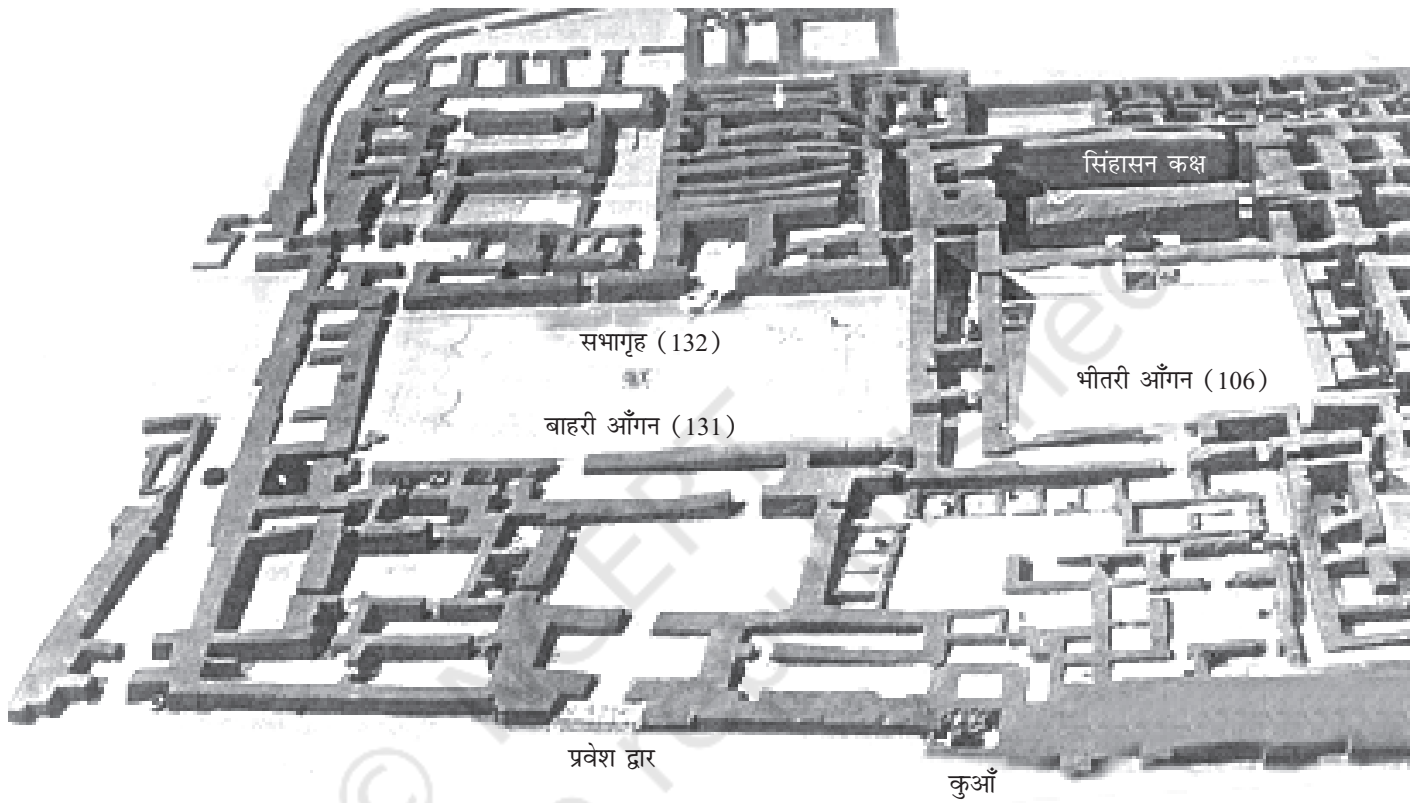 सिंहासन कक्ष
सभागृह (132)
भीतरी आँगन (106)
बाहरी आँगन (131)
प्रवेश द्वार
कुआँ